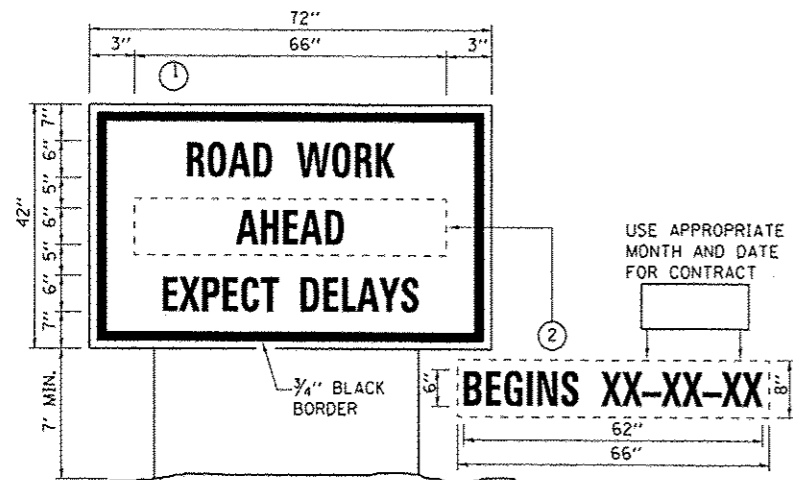 72"
3" 66" 3"
1
7"
6"
5"
6"
5"
6"
7"
42"
7' MIN.
ROAD WORK
AHEAD
EXPECT DELAYS
3/4" BLACK
BORDER
USE APPROPRIATE
MONTH AND DATE
FOR CONTRACT
2
6"
BEGINS XX-XX-XX
8"
62"
66"